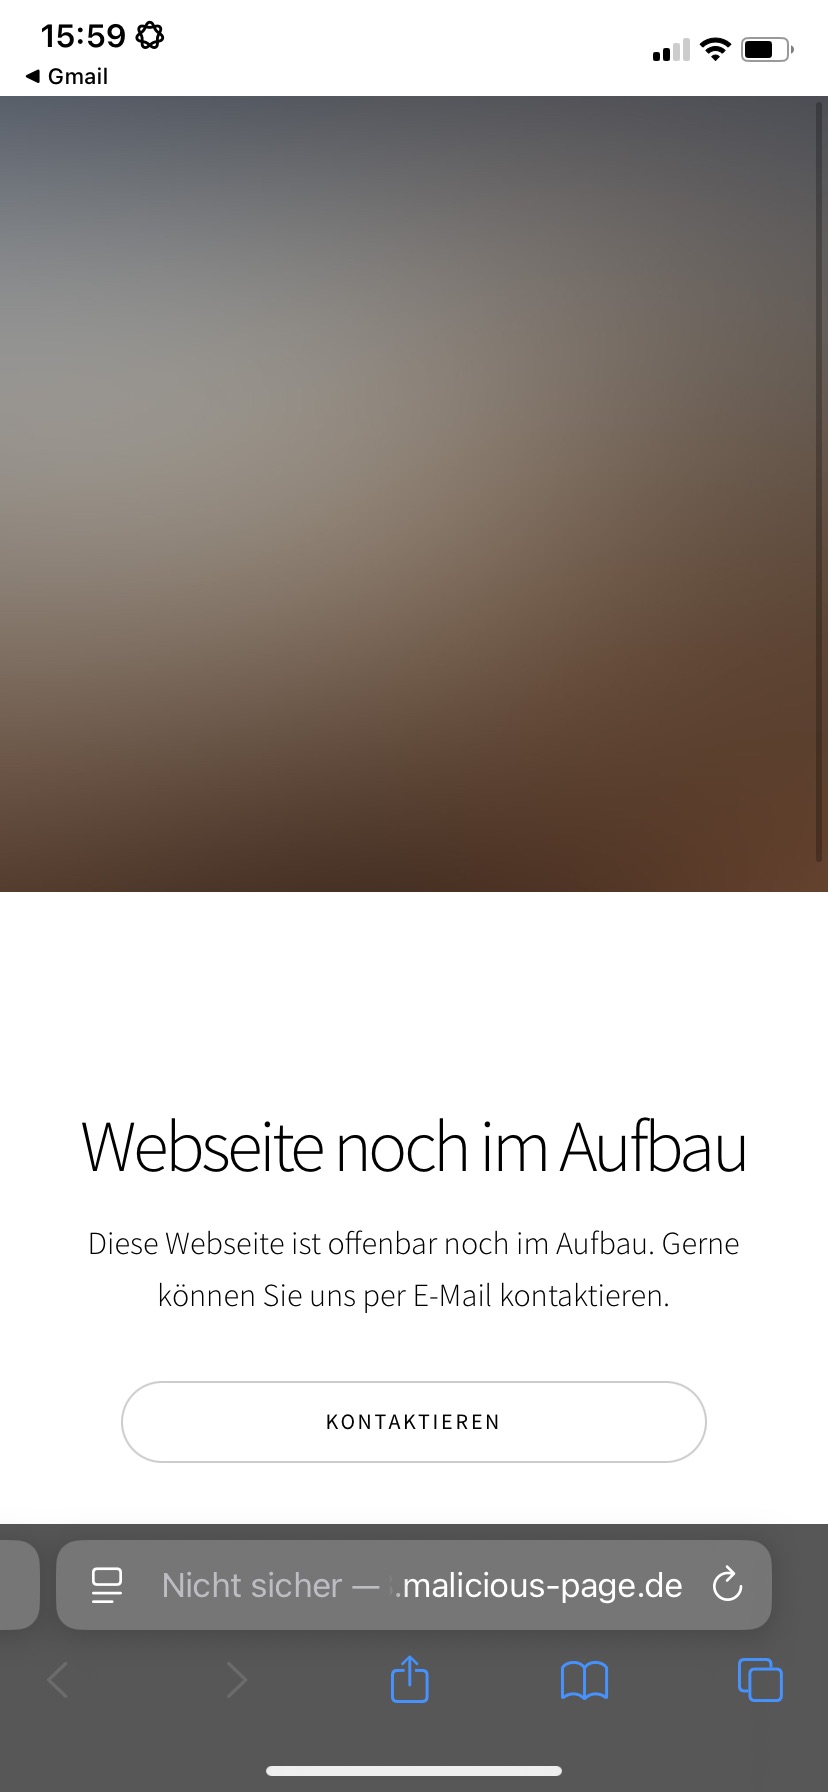 15:59
Gmail
Webseite noch im Aufbau
Diese Webseite ist offenbar noch im Aufbau. Gerne
können Sie uns per E-Mail kontaktieren.
KONTAKTIEREN
Nicht sicher — .malicious-page.de